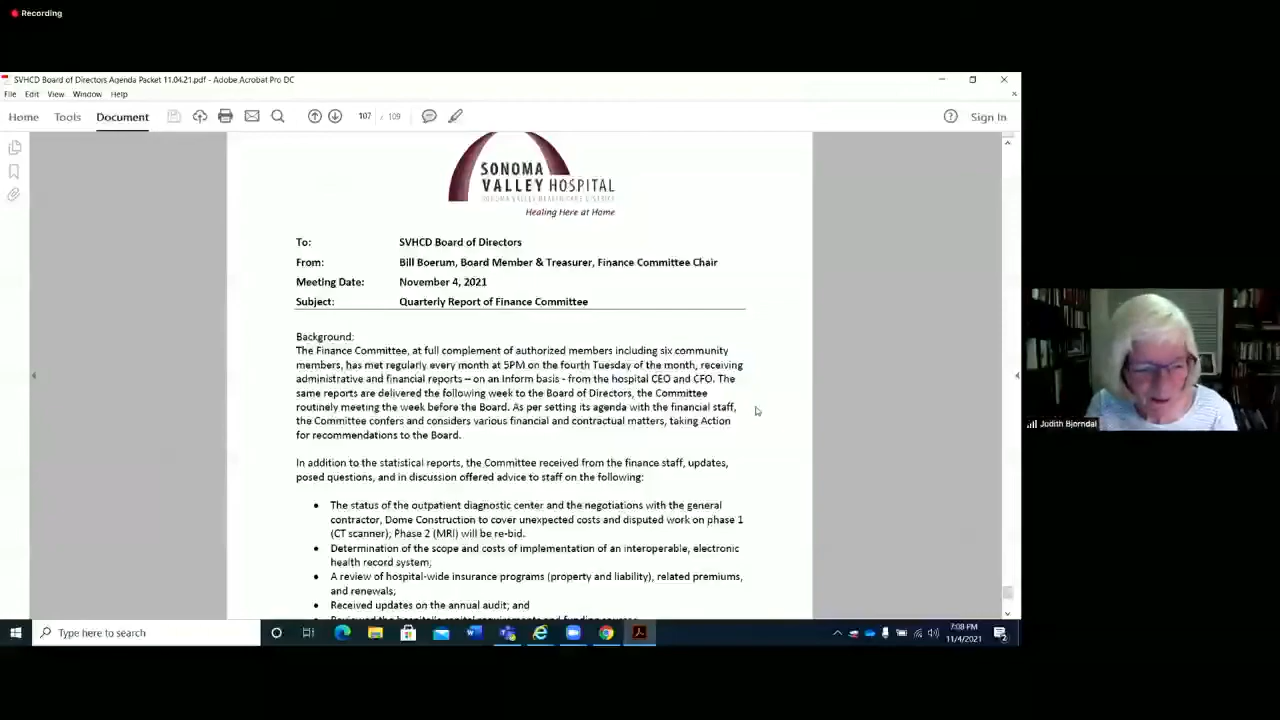 Recording
SVHCD Board of Directors Agenda Packet 11.04.21.pdf - Adobe Acrobat Pro DC
File Edit View Window Help
Home Tools Document 107 / 109 Sign In
SONOMA
VALLEY HOSPITAL
SONOMA VALLEY HEALTH CARE DISTRICT
Healing Here at Home
To: SVHCD Board of Directors
From: Bill Boerum, Board Member & Treasurer, Finance Committee Chair
Meeting Date: November 4, 2021
Subject: Quarterly Report of Finance Committee
Background:
The Finance Committee, at full complement of authorized members including six community
members, has met regularly every month at 5PM on the fourth Tuesday of the month, receiving
administrative and financial reports – on an inform basis - from the hospital CEO and CFO. The
same reports are delivered the following week to the Board of Directors, the Committee
routinely meeting the week before the Board. As per setting its agenda with the financial staff,
the Committee confers and considers various financial and contractual matters, taking Action
for recommendations to the Board.
In addition to the statistical reports, the Committee received from the finance staff, updates,
posed questions, and in discussion offered advice to staff on the following:
• The status of the outpatient diagnostic center and the negotiations with the general
contractor, Dome Construction to cover unexpected costs and disputed work on phase 1
(CT scanner); Phase 2 (MRI) will be re-bid.
• Determination of the scope and costs of implementation of an interoperable, electronic
health record system;
• A review of hospital-wide insurance programs (property and liability), related premiums,
and renewals;
• Received updates on the annual audit; and
Judith Bjorndal
Type here to search
7:08 PM
11/4/2021